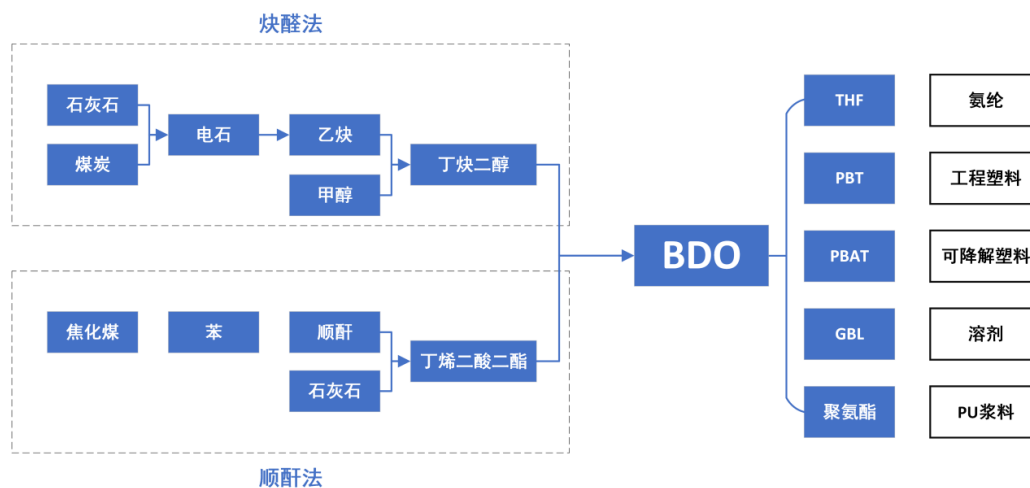 炔醛法
石灰石
煤炭
电石
乙炔
甲醇
丁炔二醇
焦化煤
苯
顺酐
石灰石
丁烯二酸二酯
顺酐法
BDO
THF
氨纶
PBT
工程塑料
PBAT
可降解塑料
GBL
溶剂
聚氨酯
PU浆料